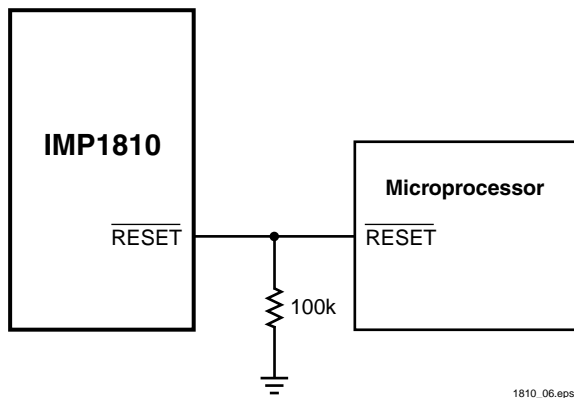 IMP1810
Microprocessor
RESET
RESET
100k
1810_06.eps